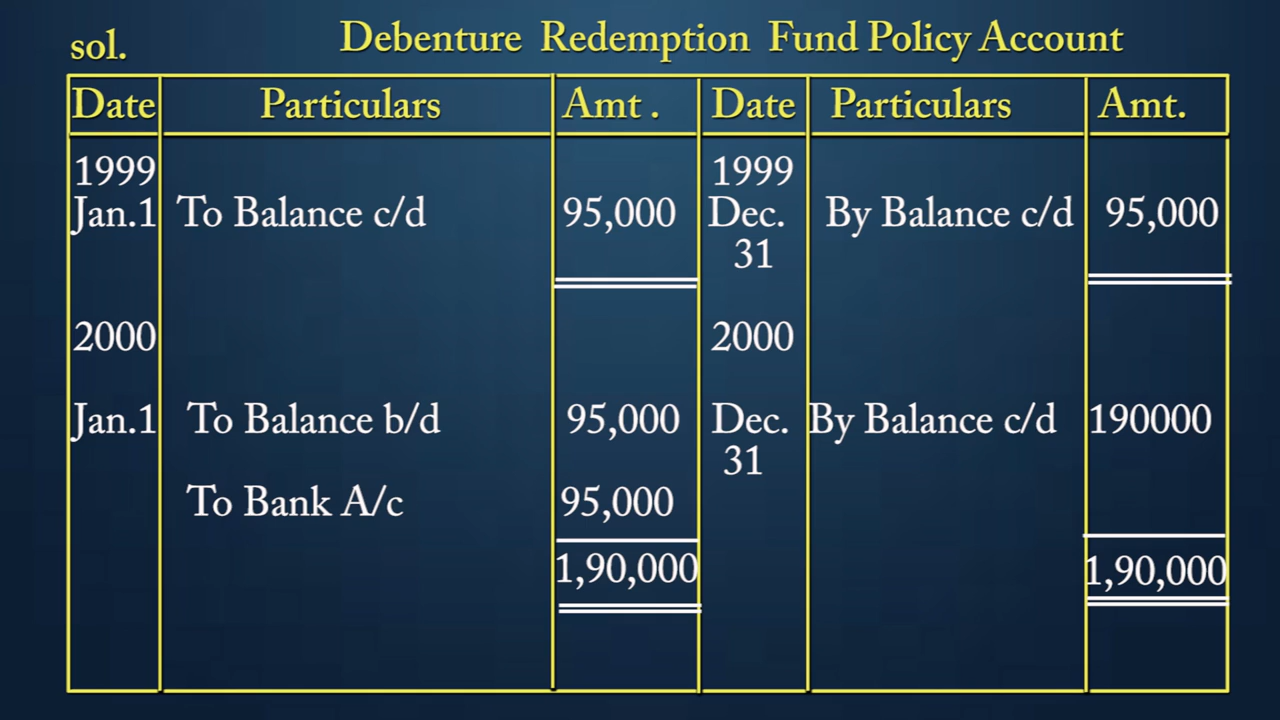 sol.
Debenture Redemption Fund Policy Account
Date Particulars Amt . Date Particulars Amt.
1999 1999
Jan.1 To Balance c/d 95,000 Dec. By Balance c/d 95,000
31
2000 2000
Jan.1 To Balance b/d 95,000 Dec. By Balance c/d 190000
31
To Bank A/c 95,000
1,90,000 1,90,000